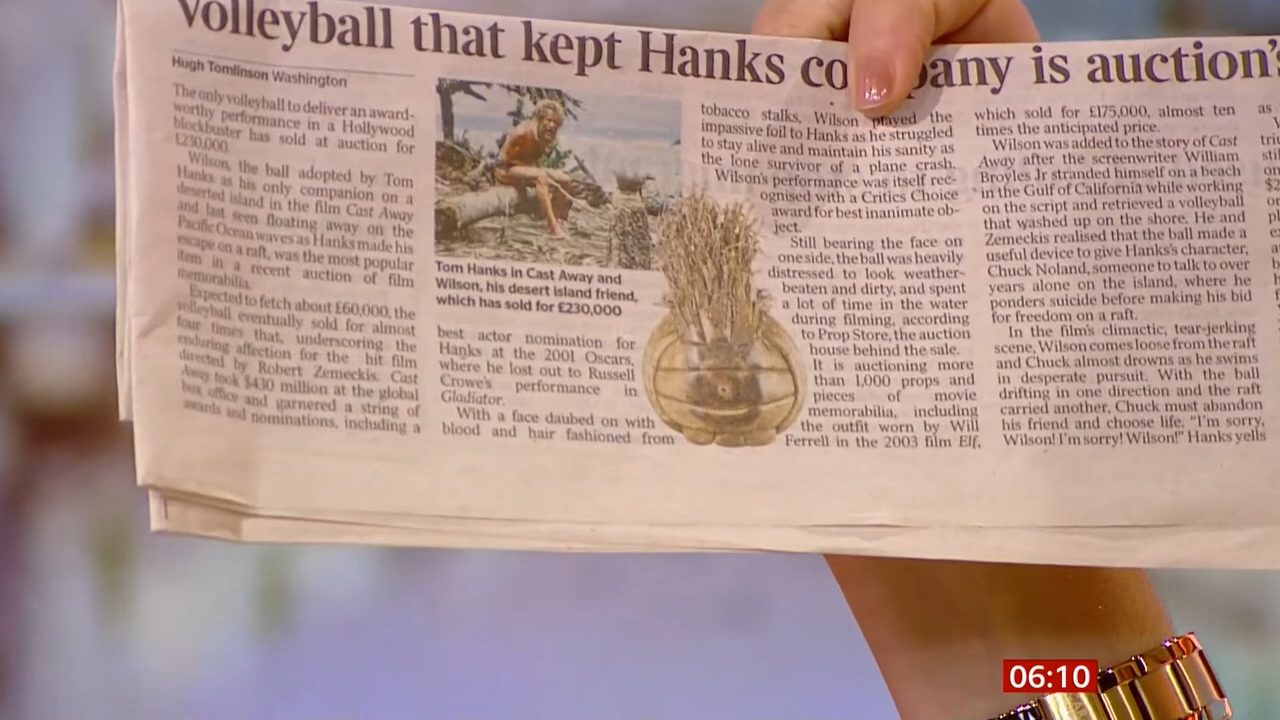 Volleyball that kept Hanks co pany is auction's
Hugh Tomlinson Washington
The only volleyball to deliver an award-
worthy performance in a Hollywood
blockbuster has sold at auction for
£230,000.
Wilson, the ball adopted by Tom
Hanks as his only companion on a
deserted island in the film Cast Away
and last seen floating away on the
Pacific Ocean waves as Hanks made his
escape on a raft, was the most popular
item in a recent auction of film
memorabilia.
Expected to fetch about £60,000, the
volleyball eventually sold for almost
four times that, underscoring the
enduring affection for the hit film
directed by Robert Zemeckis. Cast
Away took $430 million at the global
box office and garnered a string of
awards and nominations, including a
Tom Hanks in Cast Away and
Wilson, his desert island friend,
which has sold for £230,000
best actor nomination for
Hanks at the 2001 Oscars,
where he lost out to Russell
Crowe's performance in
Gladiator.
With a face daubed on with
blood and hair fashioned from
tobacco stalks, Wilson played the
impassive foil to Hanks as he struggled
to stay alive and maintain his sanity as
the lone survivor of a plane crash.
Wilson's performance was itself rec-
ognised with a Critics Choice
award for best inanimate ob-
ject.
Still bearing the face on
one side, the ball was heavily
distressed to look weather-
beaten and dirty, and spent
a lot of time in the water
during filming, according
to Prop Store, the auction
house behind the sale.
It is auctioning more
than 1,000 props and
pieces of movie
memorabilia, including
the outfit worn by Will
Ferrell in the 2003 film Elf,
which sold for £175,000, almost ten
times the anticipated price.
Wilson was added to the story of Cast
Away after the screenwriter William
Broyles Jr stranded himself on a beach
in the Gulf of California while working
on the script and retrieved a volleyball
that washed up on the shore. He and
Zemeckis realised that the ball made a
useful device to give Hanks's character,
Chuck Noland, someone to talk to over
years alone on the island, where he
ponders suicide before making his bid
for freedom on a raft.
In the film's climactic, tear-jerking
scene, Wilson comes loose from the raft
and Chuck almost drowns as he swims
in desperate pursuit. With the ball
drifting in one direction and the raft
carried another, Chuck must abandon
his friend and choose life. "I'm sorry,
Wilson! I'm sorry! Wilson!" Hanks yells
06:10